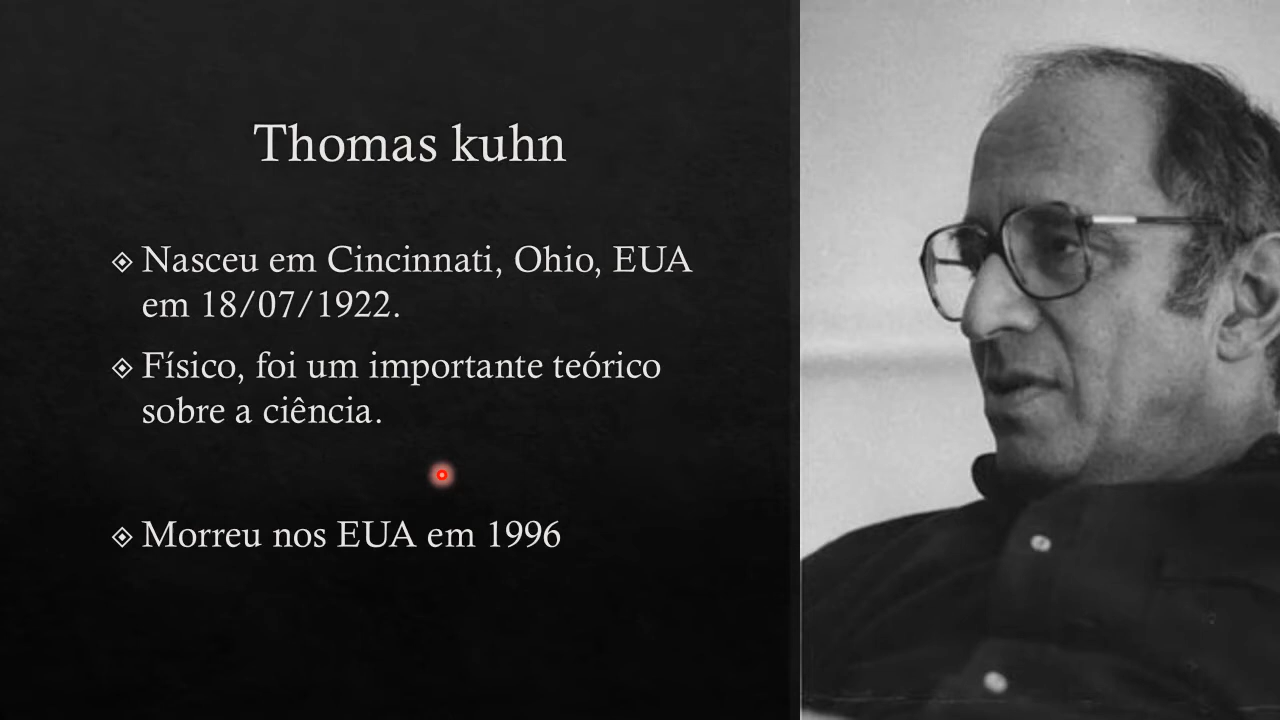 Thomas kuhn
Nasceu em Cincinnati, Ohio, EUA
em 18/07/1922.
Físico, foi um importante teórico
sobre a ciência.
Morreu nos EUA em 1996